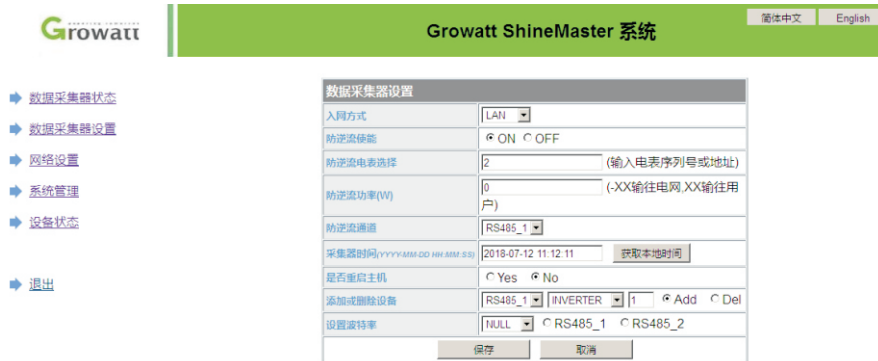 Growatt
Growatt ShineMaster 系统
简体中文 English
数据采集器状态
数据采集器设置
网络设置
系统管理
设备状态
退出
数据采集器设置
入网方式 LAN
防逆流使能 ON OFF
防逆流电表选择 2 (输入电表序列号或地址)
防逆流功率(W) 0 (-XX输往电网,XX输往用
户)
防逆流通道 RS485_1
采集器时间(YYYY-MM-DD HH:MM:SS) 2018-07-12 11:12:11 获取本地时间
是否重启主机 Yes No
添加或删除设备 RS485_1 INVERTER 1 Add Del
设置波特率 NULL RS485_1 RS485_2
保存 取消